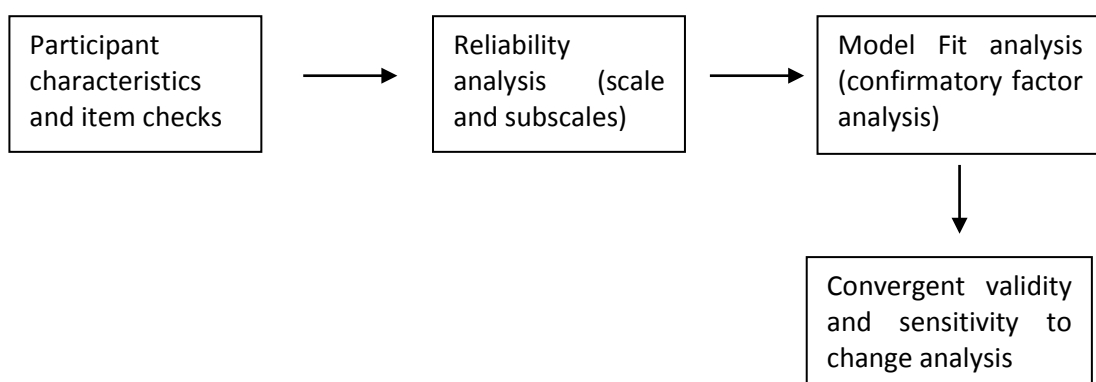 Participant
characteristics
and item checks
Reliability
analysis (scale
and subscales)
Model Fit analysis
(confirmatory factor
analysis)
Convergent validity
and sensitivity to
change analysis